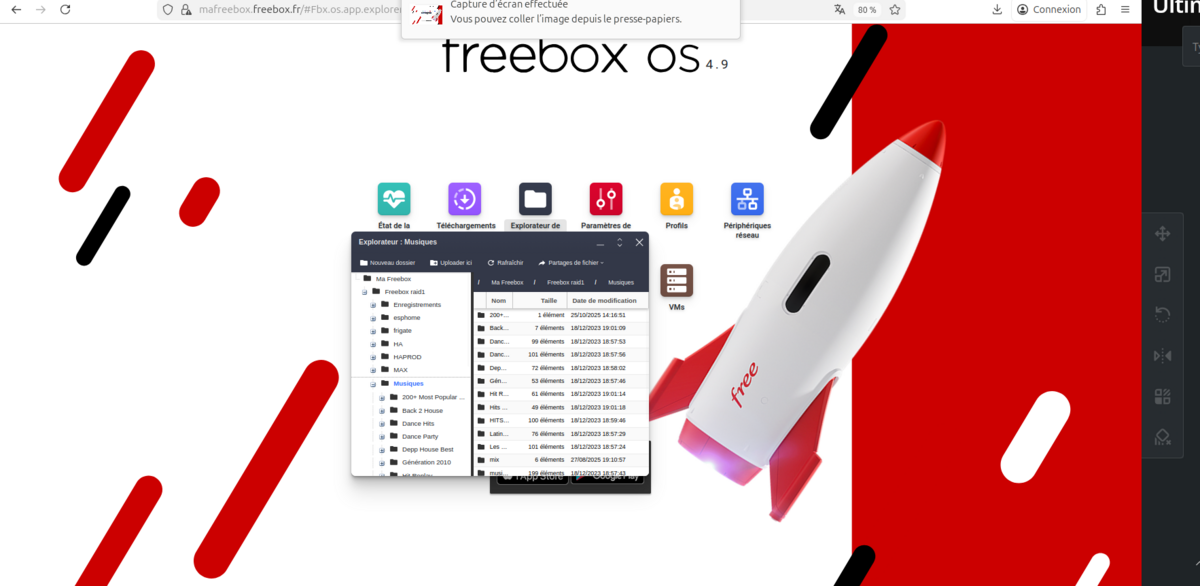 mafreebox.freebox.fr/#Fbx.os.app.explorer
Capture d'écran effectuée
Vous pouvez coller l'image depuis le presse-papiers.
80 %
Connexion
freebox os 4.9
État de la
Téléchargements
Explorateur de
Paramètres de
Profils
Périphériques
réseau
VMs
Explorateur : Musiques
Nouveau dossier
Uploader ici
Rafraîchir
Partages de fichier
Ma Freebox
Freebox raid1
Enregistrements
esphome
frigate
HA
HAPROD
MAX
Musiques
200+ Most Popular ...
Back 2 House
Dance Hits
Dance Party
Depp House Best
Génération 2010
/ Ma Freebox / Freebox raid1 / Musiques
Nom Taille Date de modification
200+... 1 élément 25/10/2025 14:16:51
Back... 7 éléments 18/12/2023 19:01:09
Danc... 99 éléments 18/12/2023 18:57:53
Danc... 101 éléments 18/12/2023 18:57:56
Dep... 72 éléments 18/12/2023 18:58:02
Gén... 53 éléments 18/12/2023 18:57:46
Hit R... 61 éléments 18/12/2023 19:01:14
Hits ... 49 éléments 18/12/2023 19:01:18
HITS... 100 éléments 18/12/2023 18:59:46
Latin... 76 éléments 18/12/2023 18:57:29
Les ... 101 éléments 18/12/2023 18:57:24
mix 6 éléments 27/08/2025 19:10:57
musi... 199 éléments 18/12/2023 18:57:43
App Store
Google Play
free